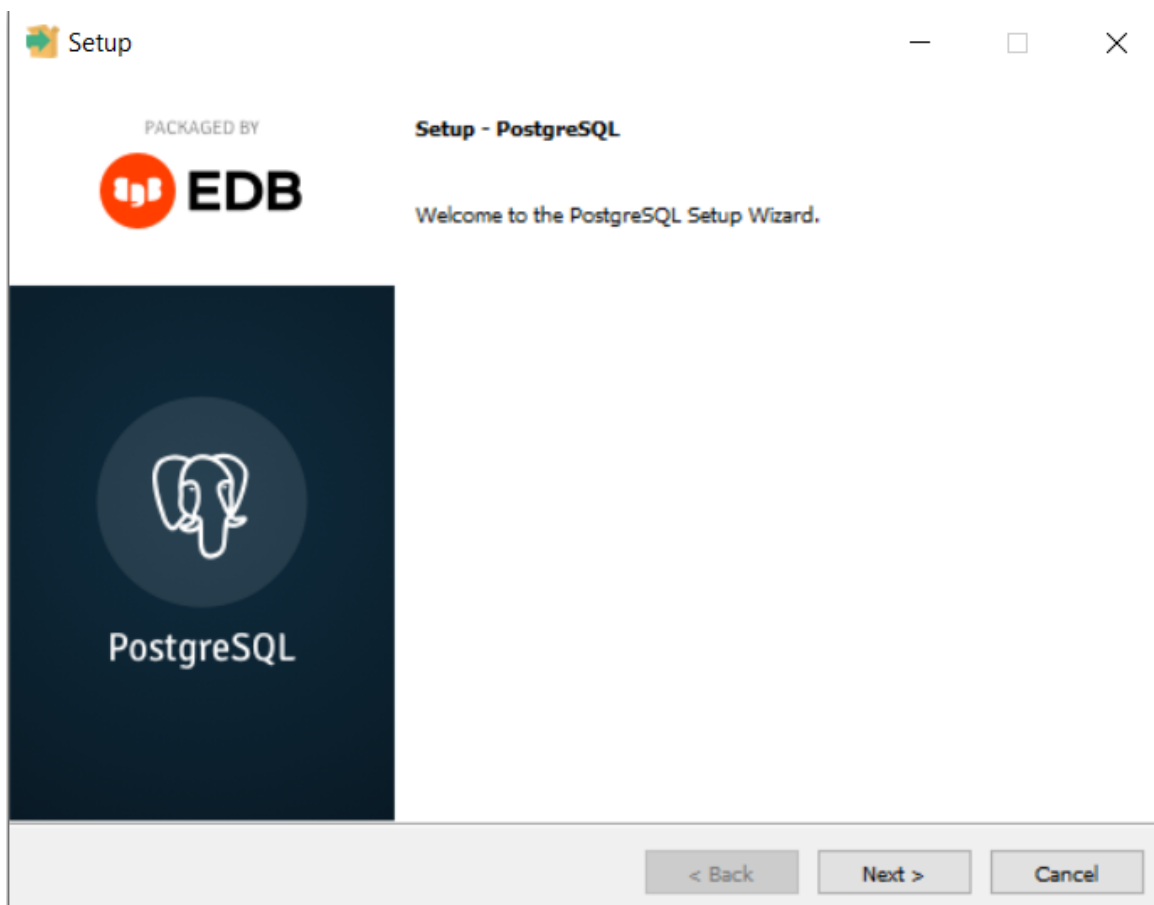 Setup
PACKAGED BY
EDB
Setup - PostgreSQL
Welcome to the PostgreSQL Setup Wizard.
PostgreSQL
< Back
Next >
Cancel